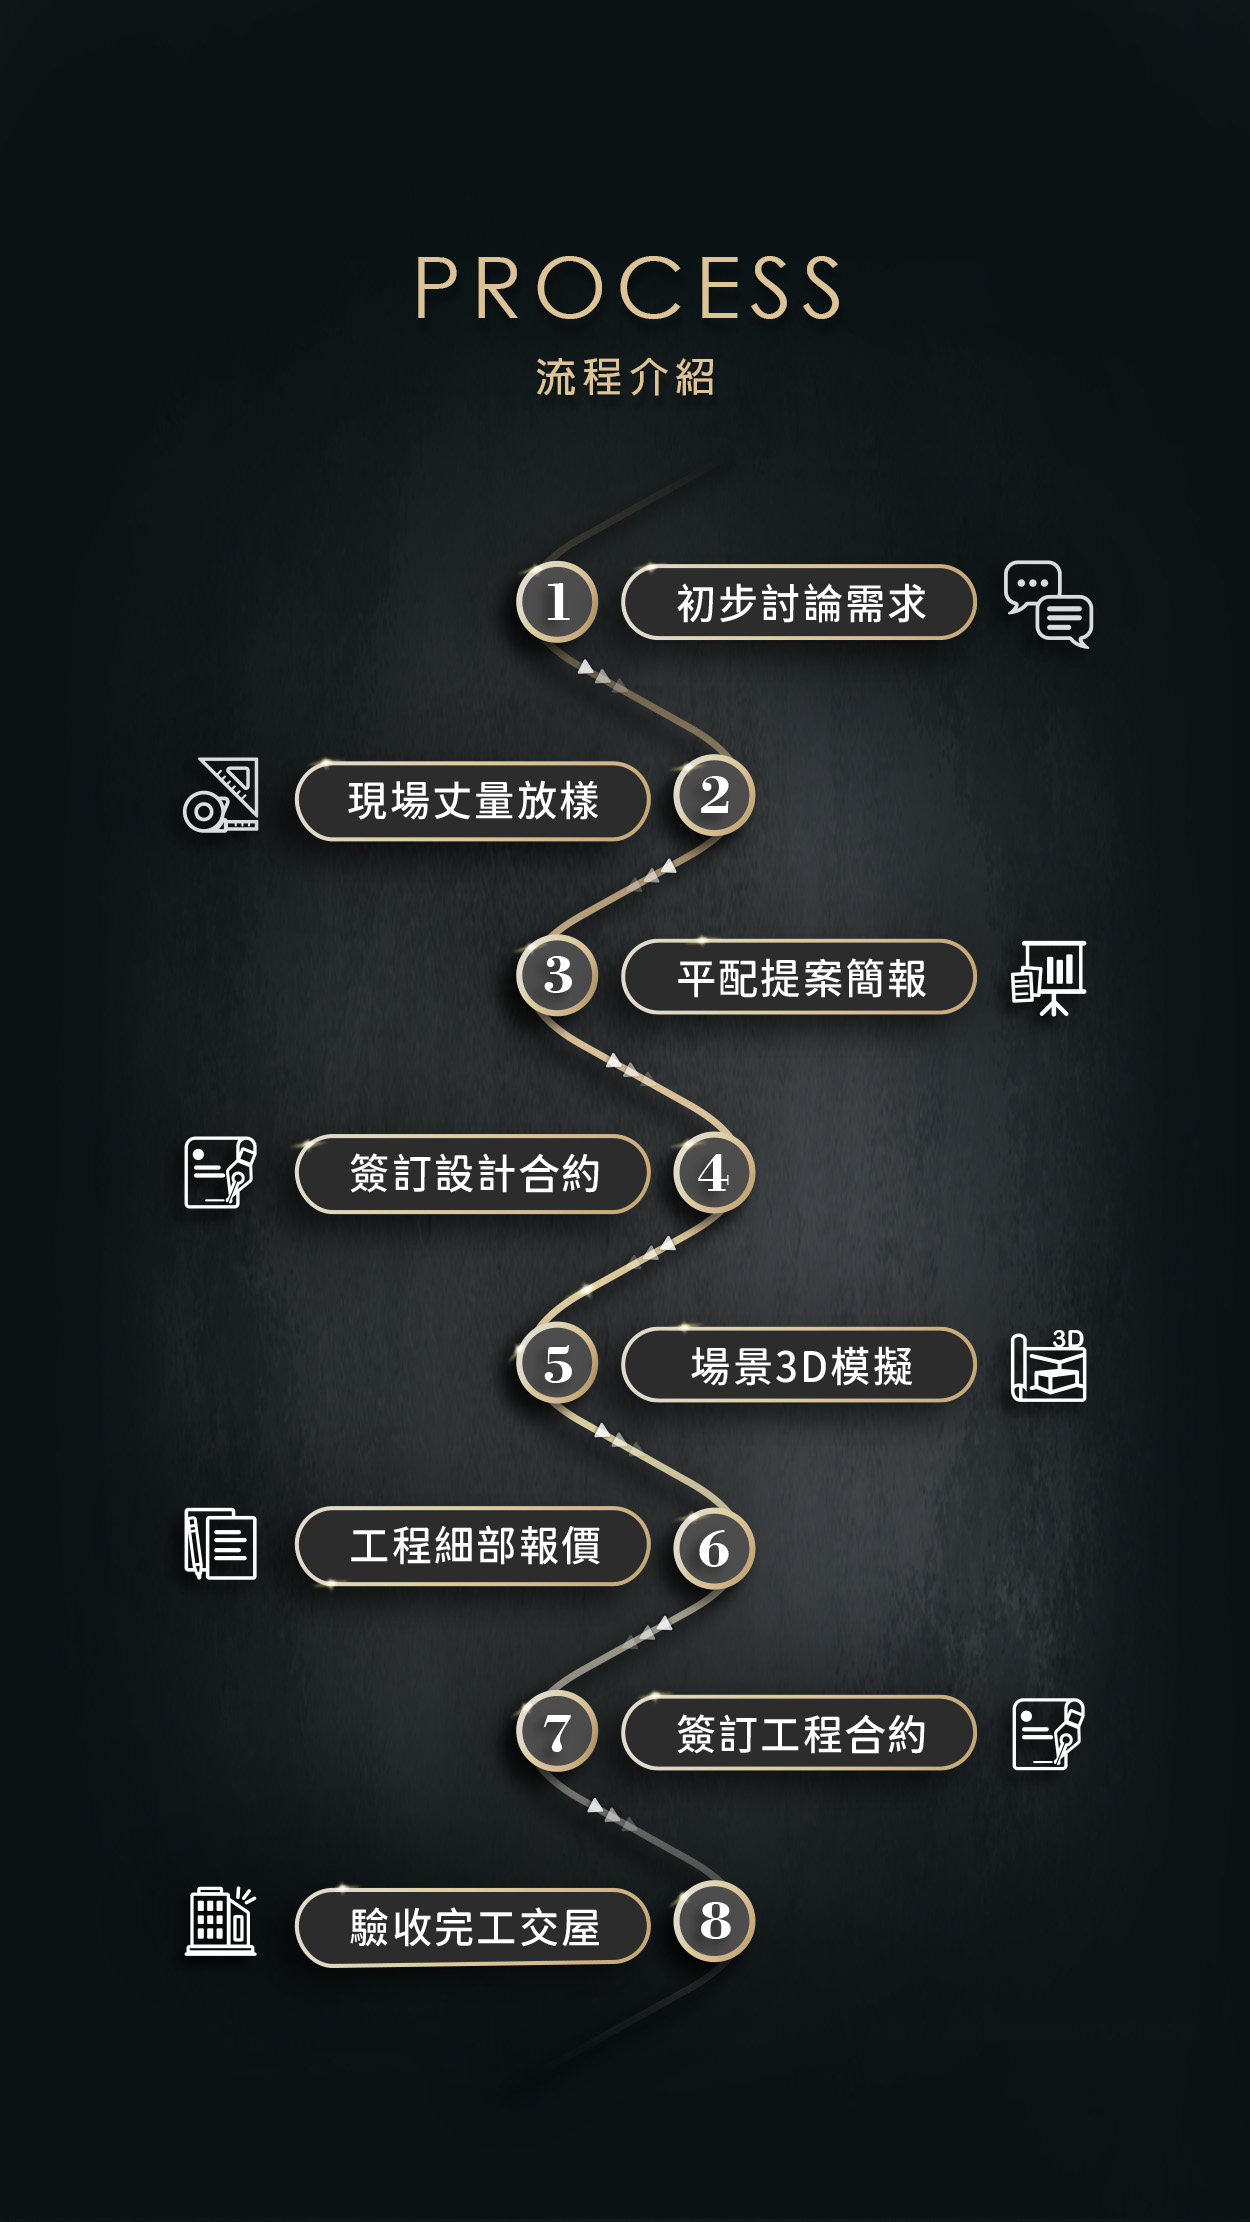 PROCESS
流程介紹
1 初步討論需求
現場丈量放樣 2
3 平配提案簡報
簽訂設計合約 4
3D
5 場景3D模擬
工程細部報價 6
7 簽訂工程合約
驗收完工交屋 8